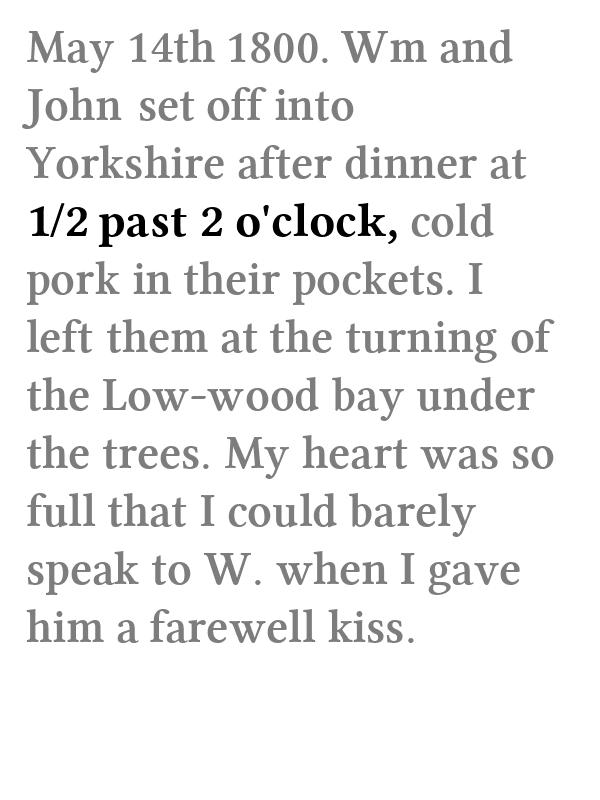 May 14th 1800. Wm and
John set off into
Yorkshire after dinner at
1/2 past 2 o'clock, cold
pork in their pockets. I
left them at the turning of
the Low-wood bay under
the trees. My heart was so
full that I could barely
speak to W. when I gave
him a farewell kiss.